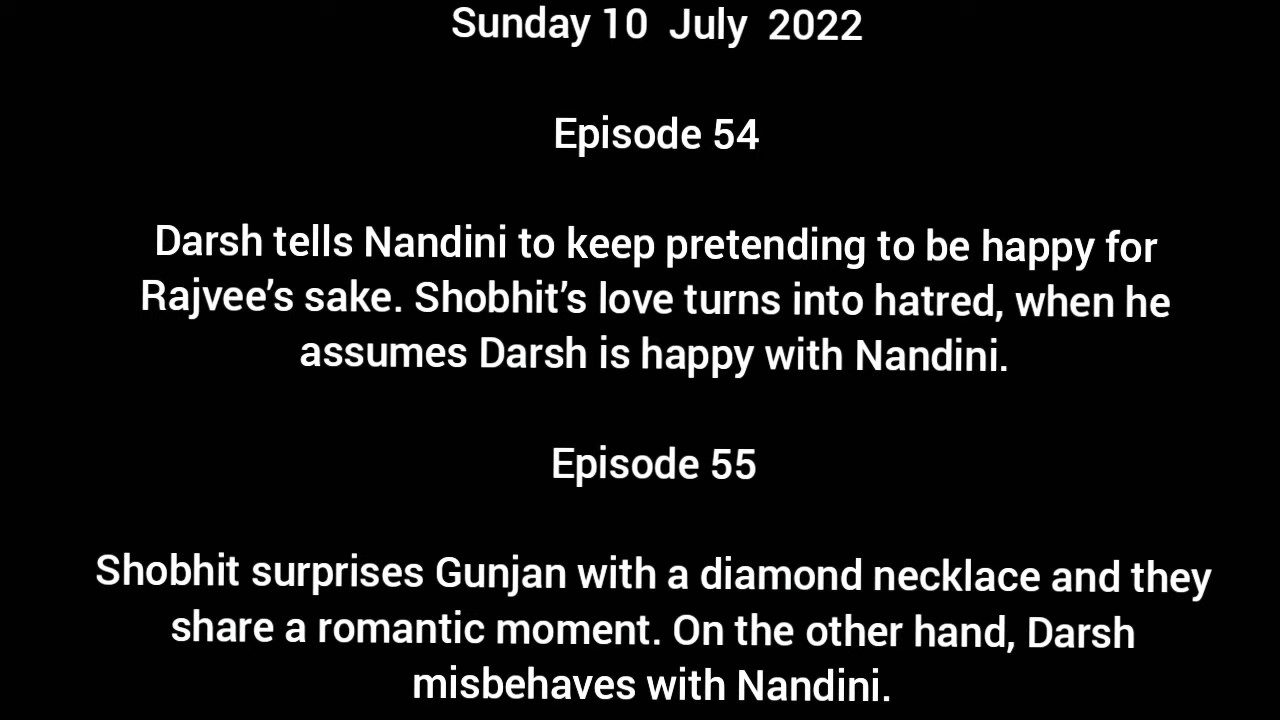 Sunday 10 July 2022
Episode 54
Darsh tells Nandini to keep pretending to be happy for
Rajvee’s sake. Shobhit’s love turns into hatred, when he
assumes Darsh is happy with Nandini.
Episode 55
Shobhit surprises Gunjan with a diamond necklace and they
share a romantic moment. On the other hand, Darsh
misbehaves with Nandini.